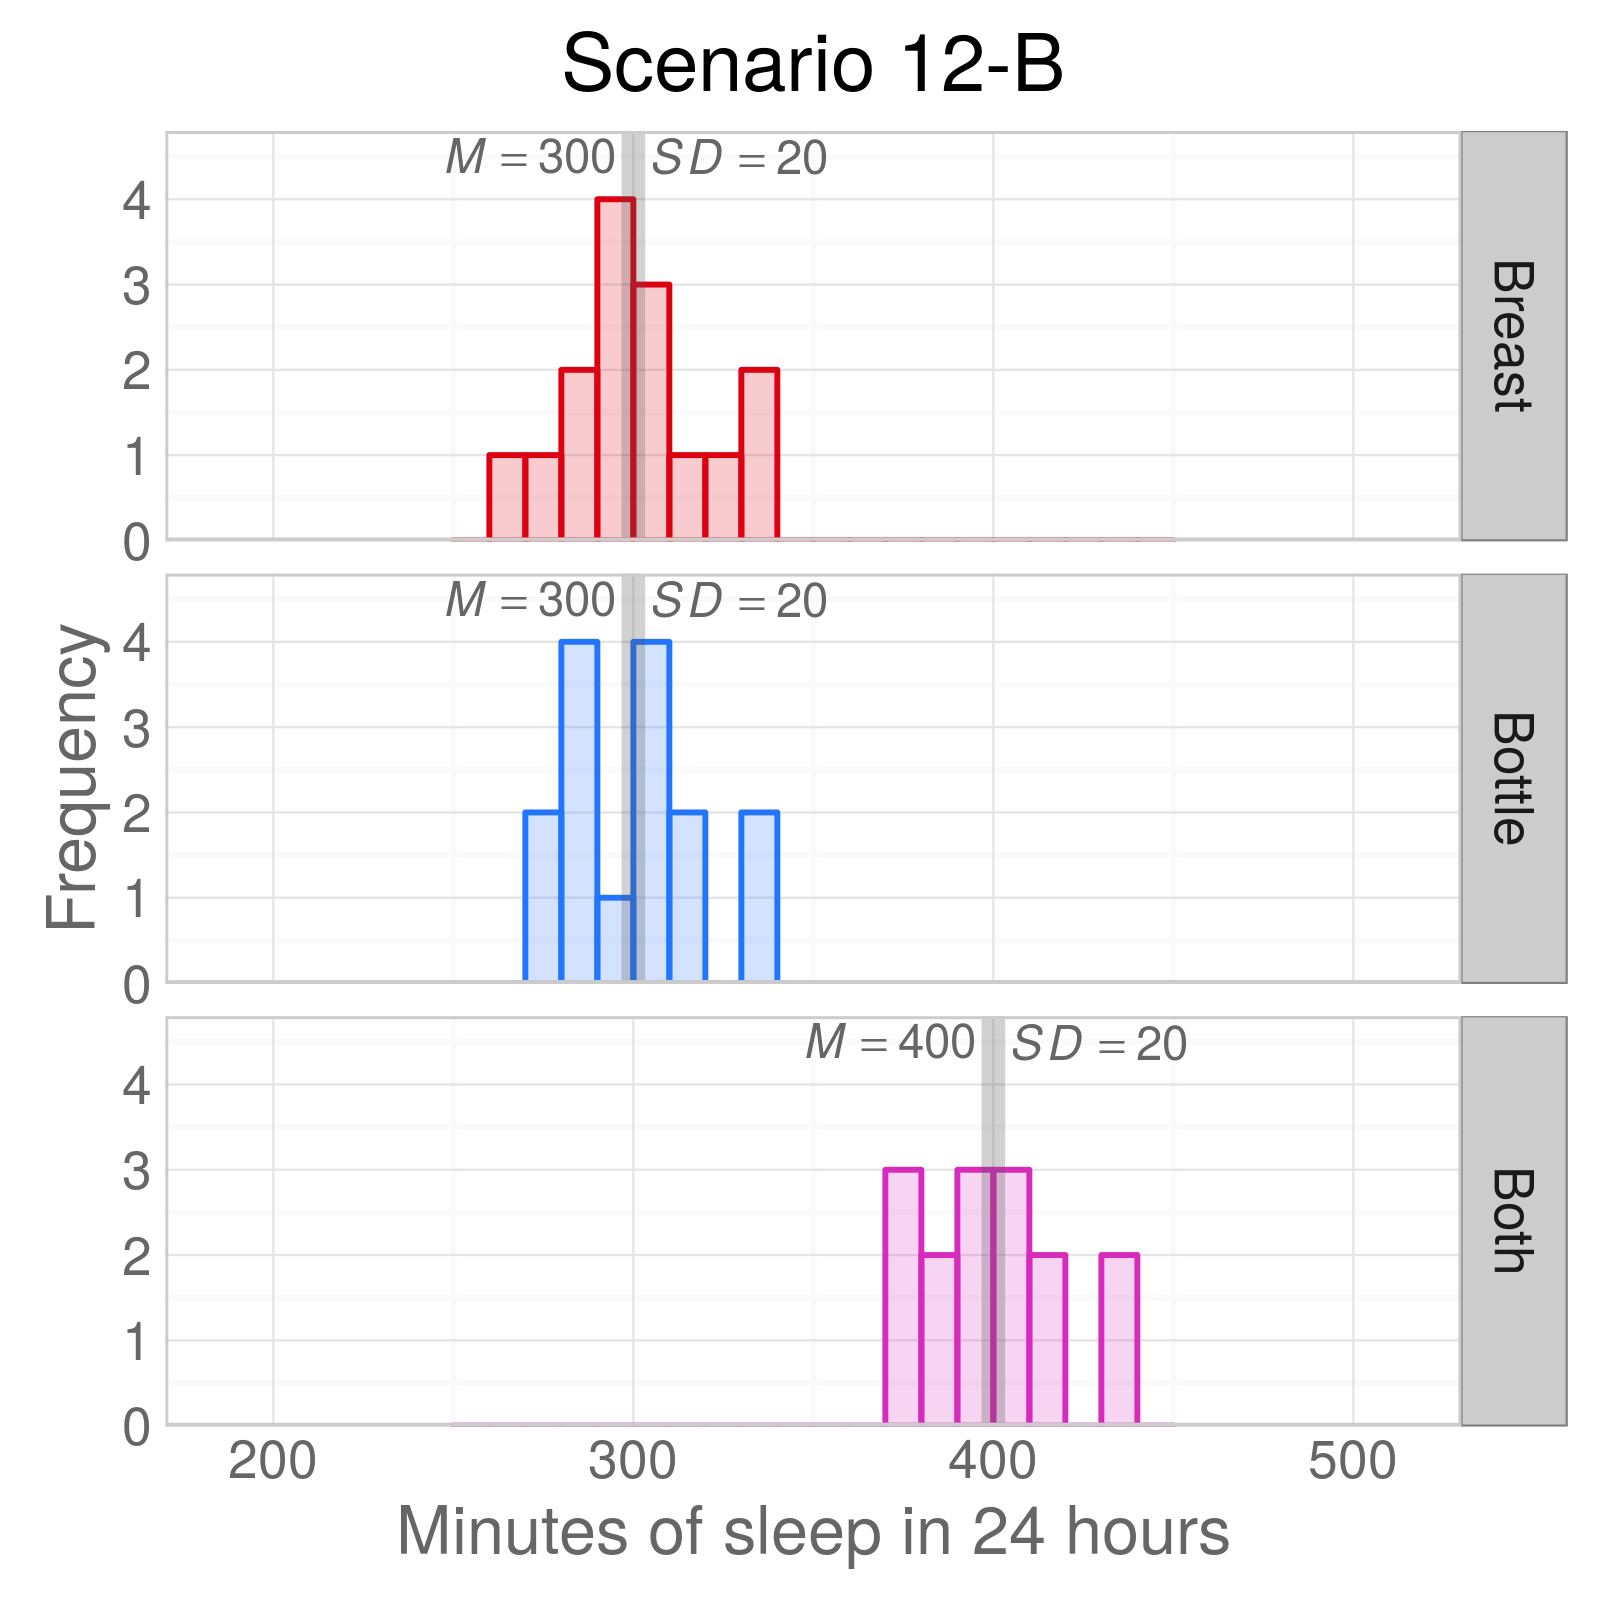 Scenario 12-B
M = 300 SD = 20
4
3
2
1
0
Breast
M = 300 SD = 20
4
3
2
1
0
Bottle
Frequency
M = 400 SD = 20
4
3
2
1
0
Both
200 300 400 500
Minutes of sleep in 24 hours